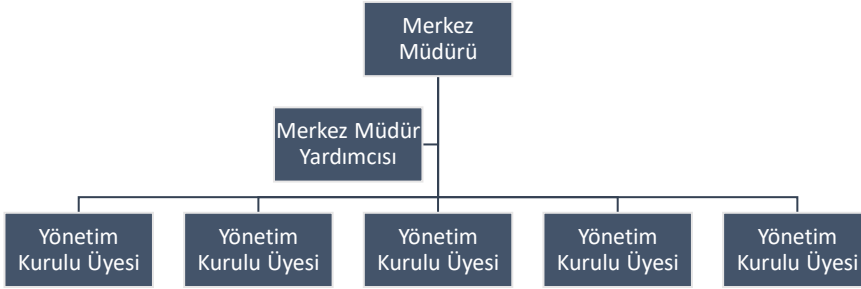 Merkez
Müdürü
Merkez Müdür
Yardımcısı
Yönetim
Kurulu Üyesi
Yönetim
Kurulu Üyesi
Yönetim
Kurulu Üyesi
Yönetim
Kurulu Üyesi
Yönetim
Kurulu Üyesi